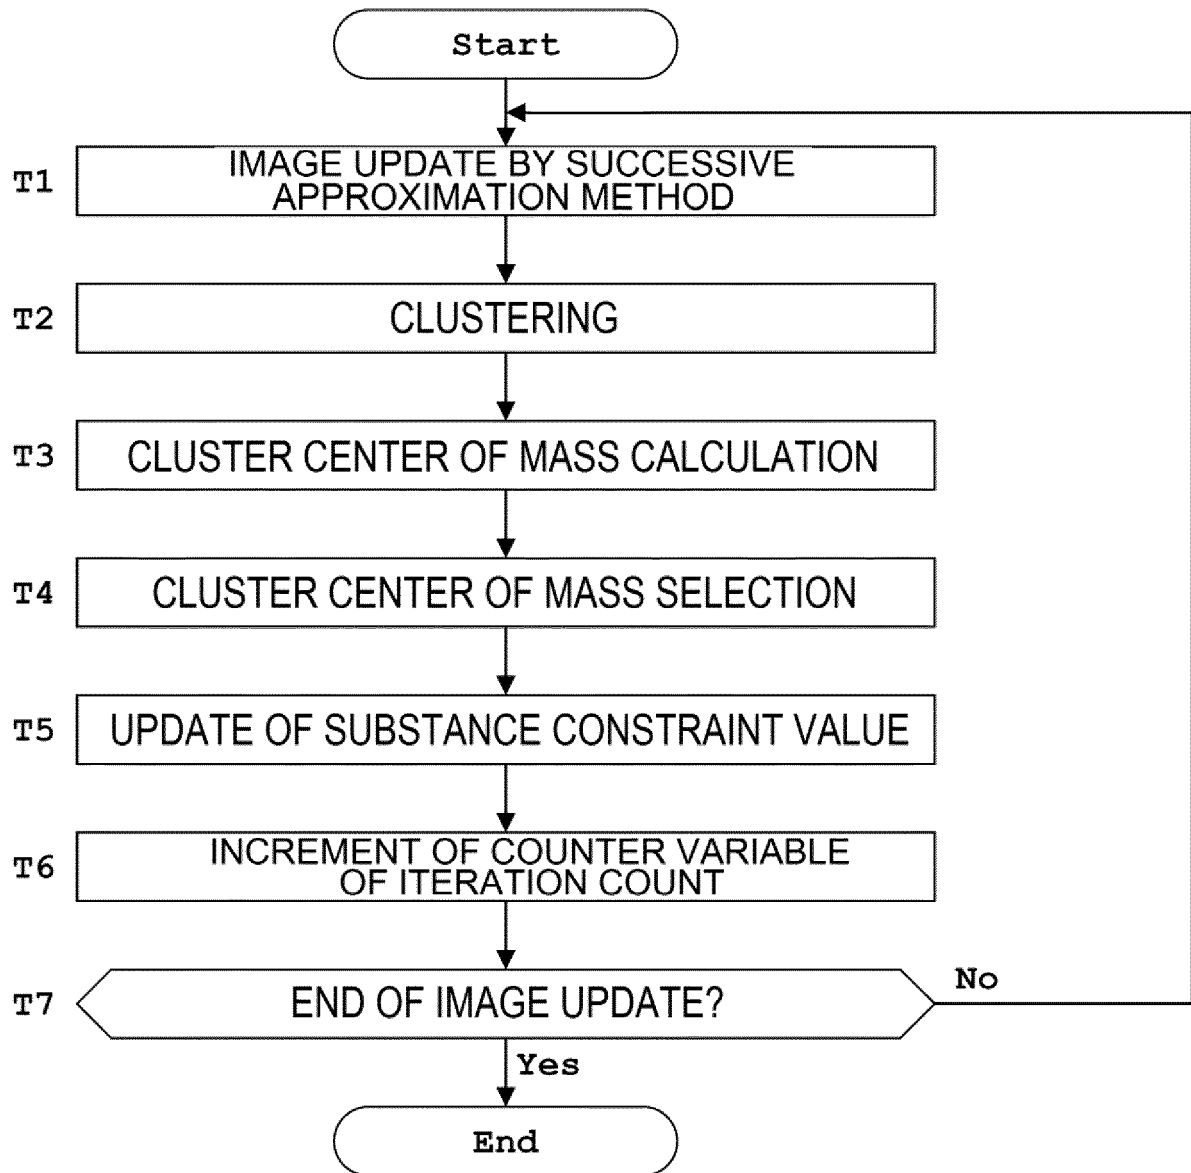 Start
T1
IMAGE UPDATE BY SUCCESSIVE
APPROXIMATION METHOD
T2
CLUSTERING
T3
CLUSTER CENTER OF MASS CALCULATION
T4
CLUSTER CENTER OF MASS SELECTION
T5
UPDATE OF SUBSTANCE CONSTRAINT VALUE
T6
INCREMENT OF COUNTER VARIABLE
OF ITERATION COUNT
T7
END OF IMAGE UPDATE?
No
Yes
End